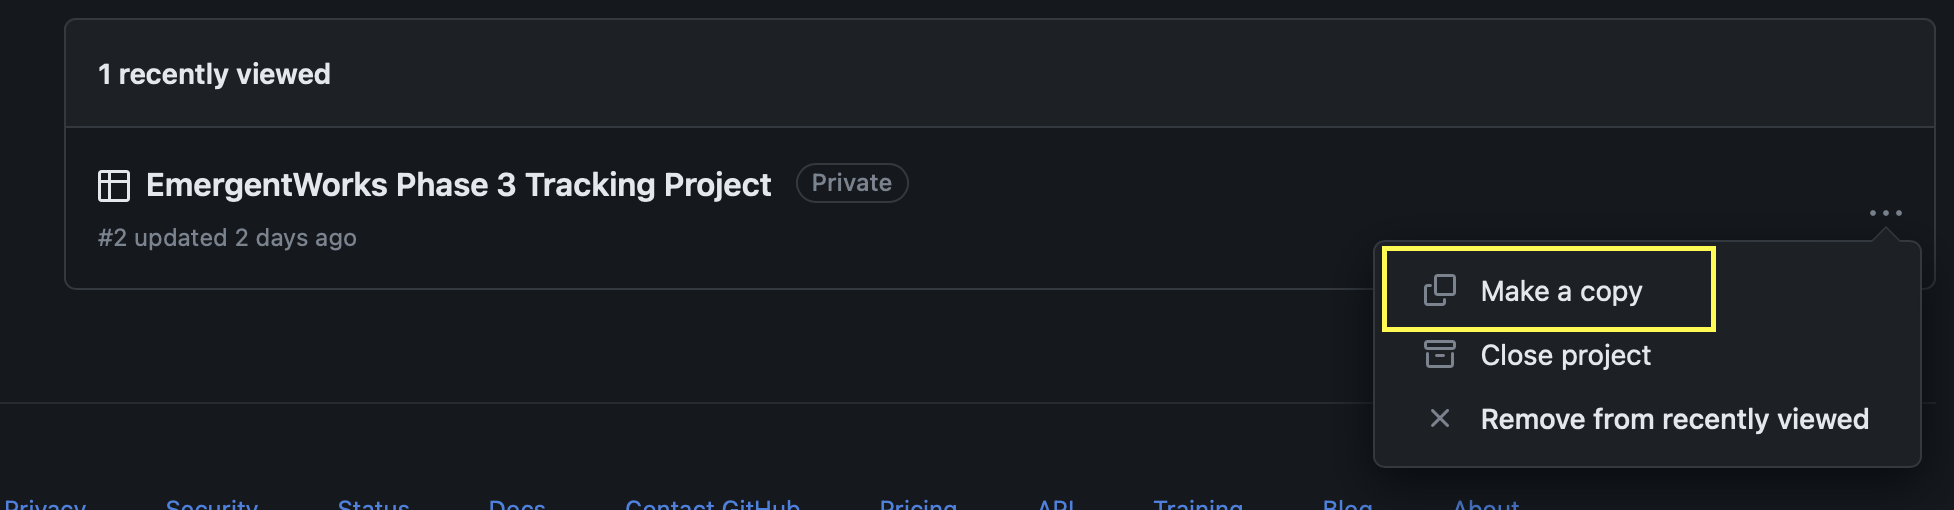 1 recently viewed
EmergentWorks Phase 3 Tracking Project Private
#2 updated 2 days ago
Make a copy
Close project
Remove from recently viewed
Privacy Security Status Docs Contact GitHub Pricing API Training Blog About